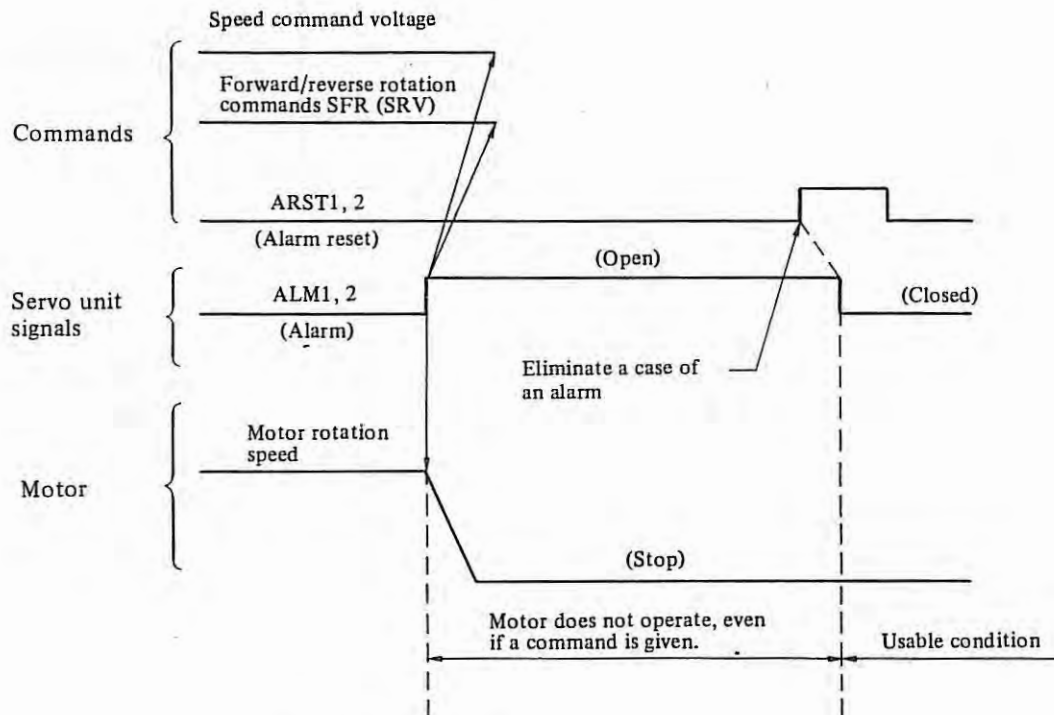 Speed command voltage
Forward/reverse rotation
commands SFR (SRV)
Commands
ARST1, 2
(Alarm reset)
(Open)
Servo unit
signals
ALM1, 2
(Alarm)
(Closed)
Eliminate a case of
an alarm
Motor rotation
speed
Motor
(Stop)
Motor does not operate, even
if a command is given.
Usable condition